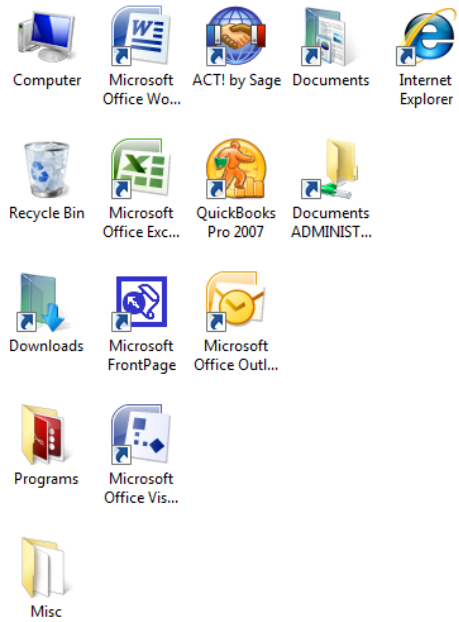 Computer
Microsoft
Office Wo...
ACT! by Sage
Documents
Internet
Explorer
Recycle Bin
Microsoft
Office Exc...
QuickBooks
Pro 2007
Documents
ADMINIST...
Downloads
Microsoft
FrontPage
Microsoft
Office Outl...
Programs
Microsoft
Office Vis...
Misc